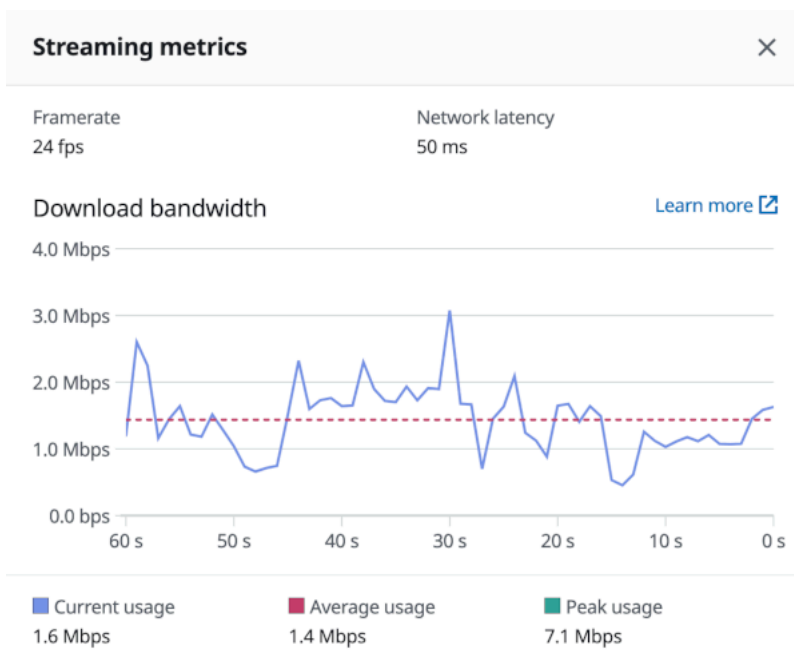 Streaming metrics
Framerate
Network latency
24 fps
50 ms
Download bandwidth
Learn more
4.0 Mbps
3.0 Mbps
2.0 Mbps
1.0 Mbps
0.0 bps
60 s
50 s
40 s
30 s
20 s
10 s
0 s
Current usage
Average usage
Peak usage
1.6 Mbps
1.4 Mbps
7.1 Mbps